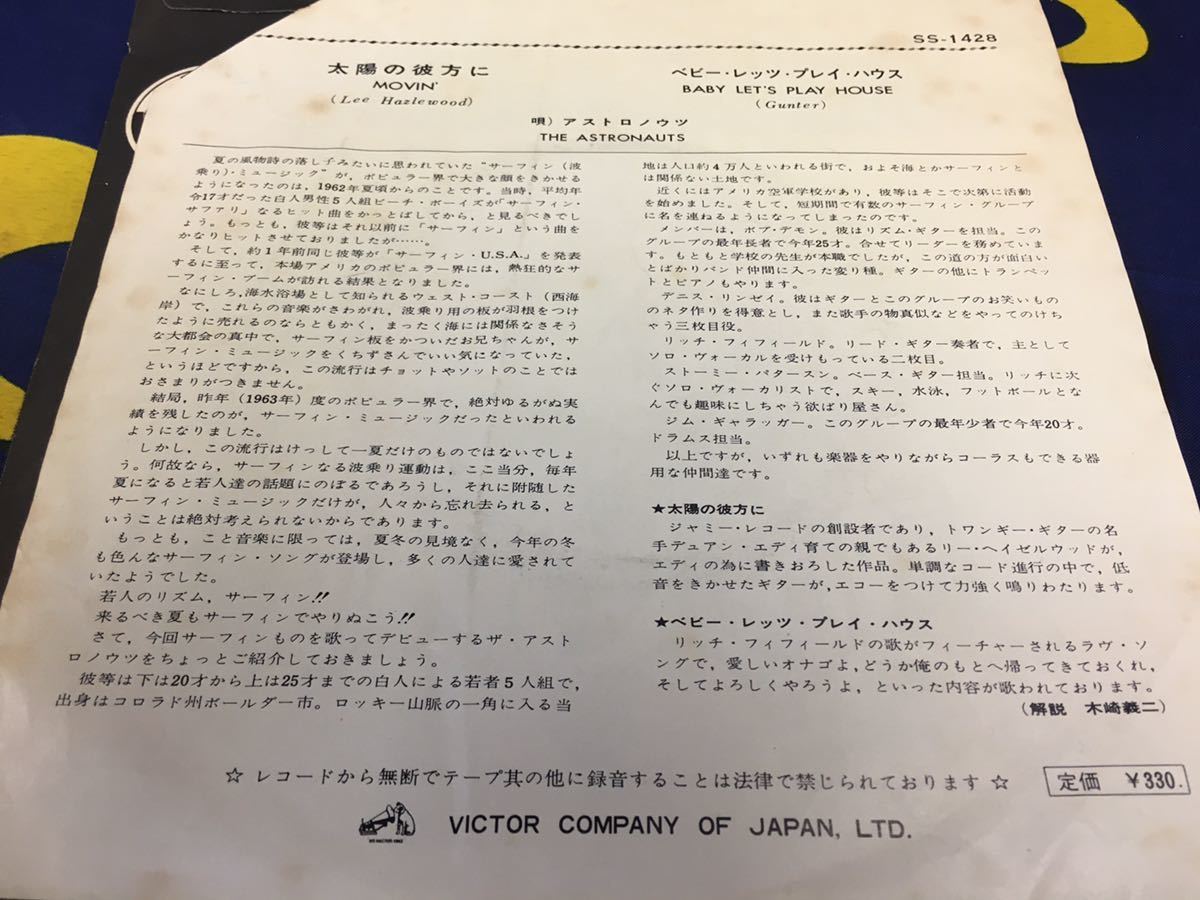 SS-1428
太陽の彼方に
MOVIN'
(Lee Hazlewood)
ベビー・レッツ・プレイ・ハウス
BABY LET'S PLAY HOUSE
(Gunter)
唄) アストロノウツ
THE ASTRONAUTS
夏の風物詩の落し子みたいに思われていた“サーフィン(波
乗り)・ミュージック”が，ポピュラー界で大きな顔をきかせる
ようになったのは，1962年夏頃からのことです。当時，平均年
令17才だった白人男性5人組ビーチ・ボーイズが「サーフィン・
サファリ」なるヒット曲をかっとばしてから，と見るべきでし
ょう。もっとも，彼等はそれ以前に「サーフィン」という曲を
かなりヒットさせておりましたが……。
そして，約1年前同じ彼等が「サーフィン・U.S.A.」を発表
するに至って，本場アメリカのポピュラー界には，熱狂的なサ
ーフィン・ブームが訪れる結果となりました。
なにしろ，海水浴場として知られるウェスト・コースト(西海
岸)で，これらの音楽がさわがれ，波乗り用の板が羽根をつけ
たように売れるのならともかく，まったく海には関係なさそう
な大都会の真中で，サーフィン板をかついだお兄ちゃんが，サ
ーフィン・ミュージックをくちずさんでいい気になっていた，
というほどですから，この流行はチョットやソットのことでは
おさまりがつきません。
結局，昨年(1963年)度のポピュラー界で，絶対ゆるがぬ実
績を残したのが，サーフィン・ミュージックだったといわれる
ようになりました。
しかし，この流行はけっして一夏だけのものではないでしょ
う。何故なら，サーフィンなる波乗り運動は，ここ当分，毎年
夏になると若人達の話題にのぼるであろうし，それに附随した
サーフィン・ミュージックだけが，人々から忘れ去られる，と
いうことは絶対考えられないからであります。
もっとも，こと音楽に限っては，夏冬の見境なく，今年の冬
も色んなサーフィン・ソングが登場し，多くの人達に愛されて
いたようでした。
若人のリズム，サーフィン!!
来るべき夏もサーフィンでやりぬこう!!
さて，今回サーフィンものを歌ってデビューするザ・アスト
ロノウツをちょっとご紹介しておきましょう。
彼等は下は20才から上は25才までの白人による若者5人組で，
出身はコロラド州ボールダー市。ロッキー山脈の一角に入る当
地は人口約4万人といわれる街で，およそ海とかサーフィンと
は関係ない土地です。
近くにはアメリカ空軍学校があり，彼等はそこで次第に活動
を始めました。そして，短期間で有数のサーフィン・グループ
に名を連ねるようになってしまったのです。
メンバーは，ボブ・デモン。彼はリズム・ギターを担当。この
グループの最年長者で今年25才。合せてリーダーを務めていま
す。もともと学校の先生が本職でしたが，この道の方が面白い
とばかりバンド仲間に入った変り種。ギターの他にトランペッ
トとピアノもやります。
デニス・リンゼイ。彼はギターとこのグループのお笑いもの
のネタ作りを得意とし，また歌手の物真似などをやってのけち
ゃう三枚目役。
リッチ・フィフィールド。リード・ギター奏者で，主として
ソロ・ヴォーカルを受けもっている二枚目。
ストーミー・パタースン。ベース・ギター担当。リッチに次
ぐソロ・ヴォーカリストで，スキー，水泳，フットボールとな
んでも趣味にしちゃう欲ばり屋さん。
ジム・ギャラッガー。このグループの最年少者で今年20才。
ドラムス担当。
以上ですが，いずれも楽器をやりながらコーラスもできる器
用な仲間達です。
★太陽の彼方に
ジャミー・レコードの創設者であり，トワンギー・ギターの名
手デュアン・エディ育ての親でもあるリー・ヘイゼルウッドが，
エディの為に書きおろした作品。単調なコード進行の中で，低
音をきかせたギターが，エコーをつけて力強く鳴りわたります。
★ベビー・レッツ・プレイ・ハウス
リッチ・フィフィールドの歌がフィーチャーされるラヴ・ソ
ングで，愛しいオナゴよ，どうか俺のもとへ帰ってきておくれ，
そしてよろしくやろうよ，といった内容が歌われております。
(解説 木崎義二)
☆ レコードから無断でテープ其の他に録音することは法律で禁じられております ☆
定価 ¥330.
VICTOR COMPANY OF JAPAN, LTD.